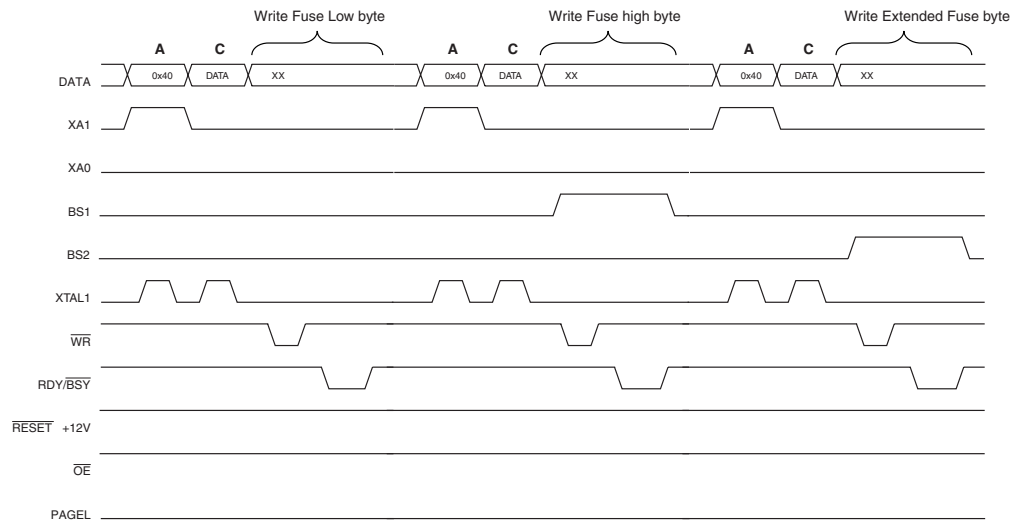 Write Fuse Low byte Write Fuse high byte Write Extended Fuse byte
A C A C A C
DATA 0x40 DATA XX 0x40 DATA XX 0x40 DATA XX
XA1
XA0
BS1
BS2
XTAL1
WR
RDY/BSY
RESET +12V
OE
PAGEL